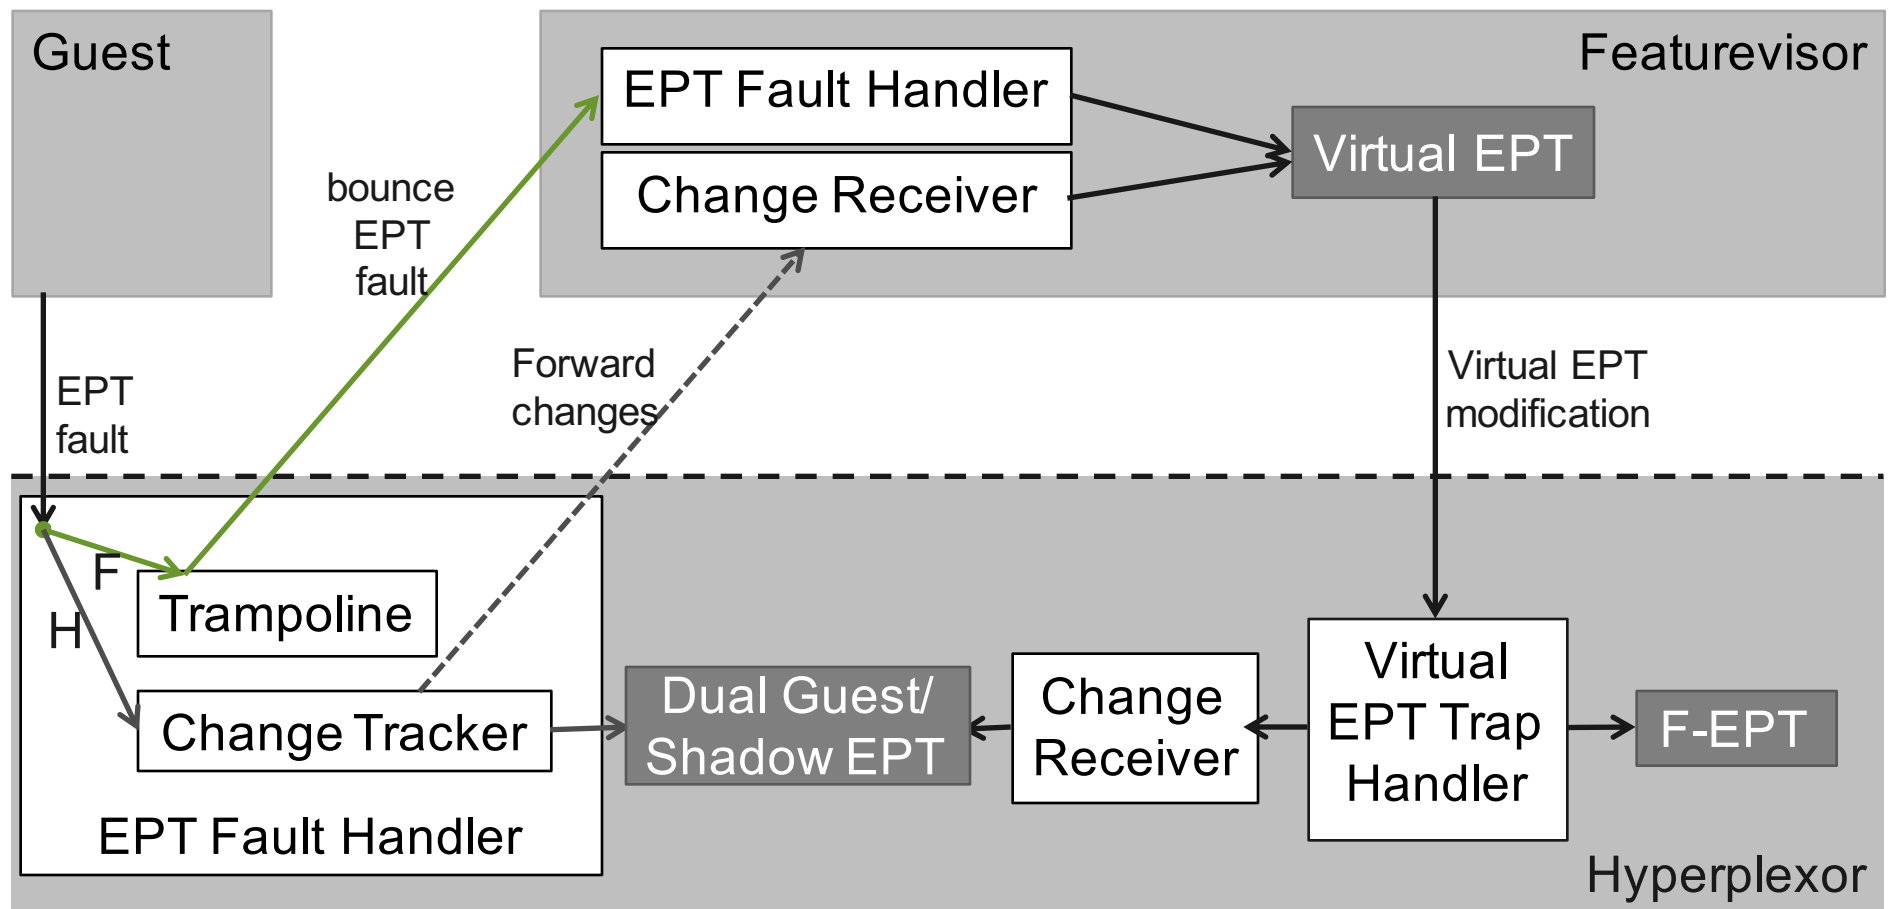 Guest
Featurevisor
EPT Fault Handler
Change Receiver
Virtual EPT
bounce
EPT
fault
EPT
fault
Forward
changes
Virtual EPT
modification
F
H
Trampoline
Change Tracker
EPT Fault Handler
Dual Guest/
Shadow EPT
Change
Receiver
Virtual
EPT Trap
Handler
F-EPT
Hyperplexor